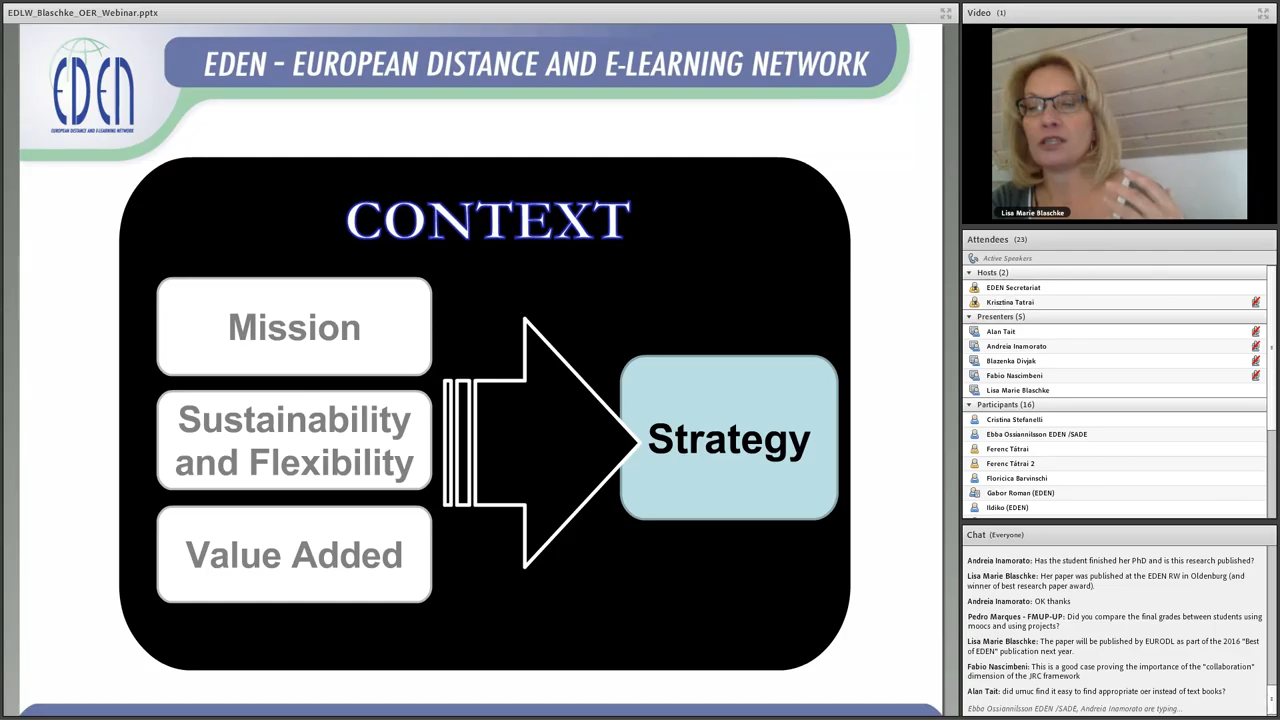 EDLW_Blaschke_OER_Webinar.pptx
EDEN
EUROPEAN DISTANCE AND E-LEARNING NETWORK
EDEN – EUROPEAN DISTANCE AND E-LEARNING NETWORK
CONTEXT
Mission
Sustainability
and Flexibility
Value Added
Strategy
Video (1)
Lisa Marie Blaschke
Attendees (23)
Active Speakers
Hosts (2)
EDEN Secretariat
Krisztina Tatrai
Presenters (5)
Alan Tait
Andreia Inamorato
Blazenka Divjak
Fabio Nascimbeni
Lisa Marie Blaschke
Participants (16)
Cristina Stefanelli
Ebba Ossiannilsson EDEN /SADE
Ferenc Tátrai
Ferenc Tátrai 2
Floricica Barvinschi
Gabor Roman (EDEN)
Ildiko (EDEN)
Chat (Everyone)
Andreia Inamorato: Has the student finished her PhD and is this research published?
Lisa Marie Blaschke: Her paper was published at the EDEN RW in Oldenburg (and
winner of best research paper award).
Andreia Inamorato: OK thanks
Pedro Marques - FMUP-UP: Did you compare the final grades between students using
moocs and using projects?
Lisa Marie Blaschke: The paper will be published by EURODL as part of the 2016 "Best
of EDEN" publication next year.
Fabio Nascimbeni: This is a good case proving the importance of the "collaboration"
dimension of the JRC framework
Alan Tait: did umuc find it easy to find appropriate oer instead of text books?
Ebba Ossiannilsson EDEN /SADE, Andreia Inamorato are typing...